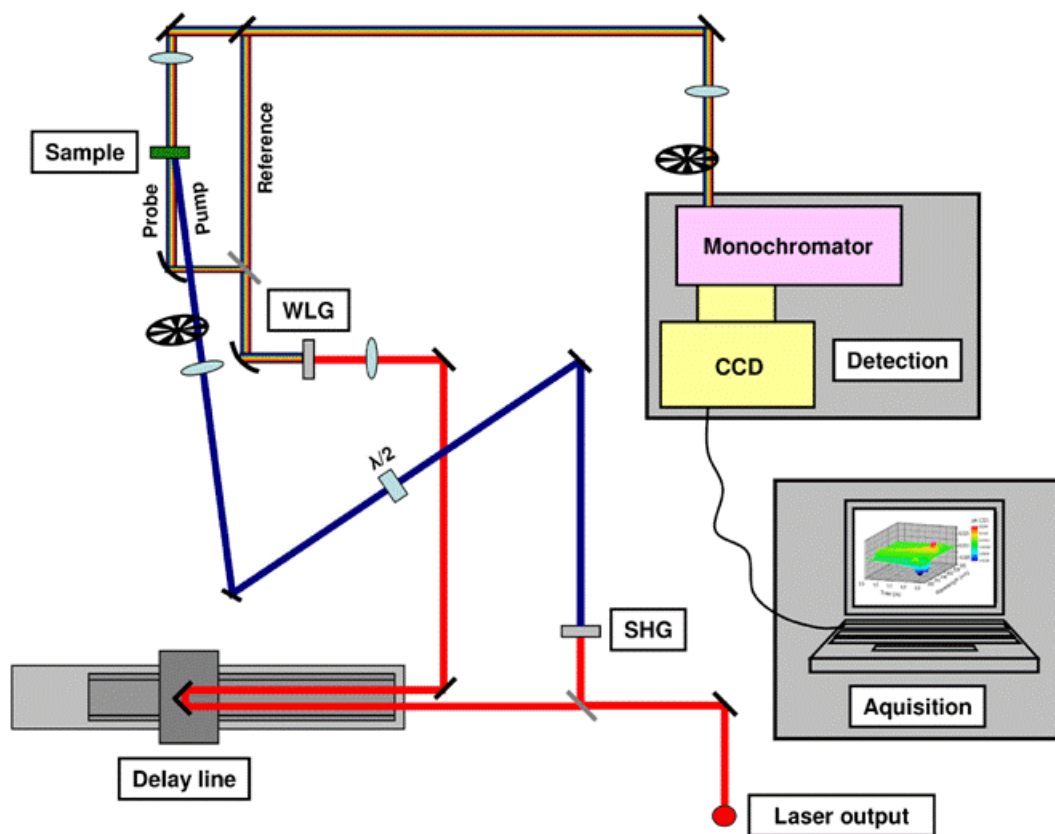 Sample
Probe
Pump
Reference
Monochromator
WLG
CCD
Detection
λ/2
SHG
Aquisition
Delay line
Laser output